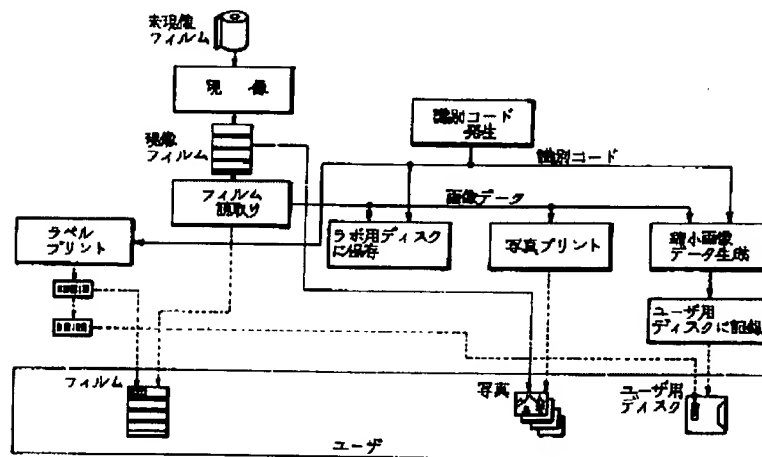 未現像
フィルム
現 像
現像
フィルム
識別コード
発生
識別コード
フィルム
読取り
画像データ
ラベル
プリント
ラボ用ディスク
に保存
写真プリント
縮小画像
データ生成
ユーザ用
ディスクに記録
フィルム
写真
ユーザ用
ディスク
ユーザ